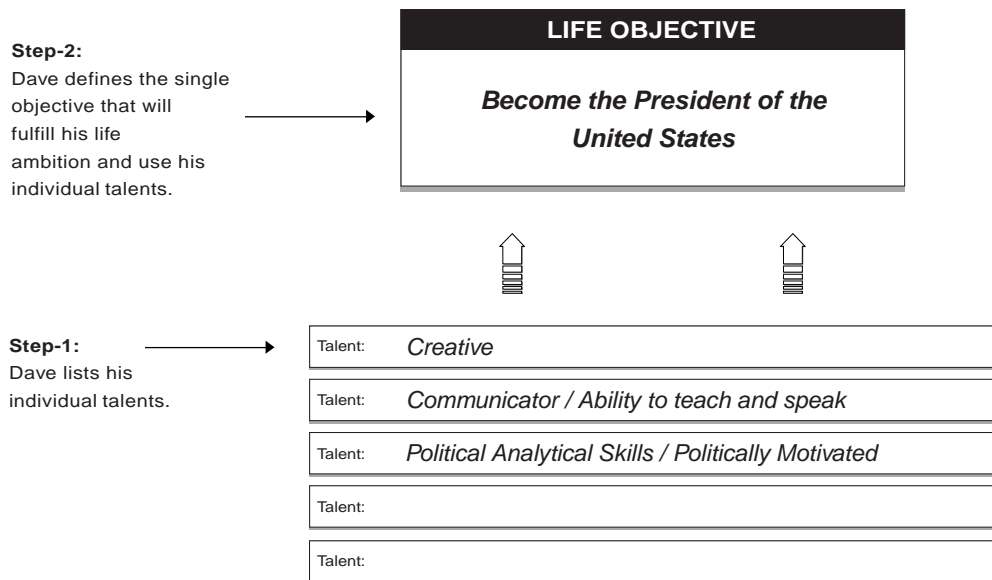 LIFE OBJECTIVE
Step-2:
Dave defines the single
objective that will
fulfill his life
ambition and use his
individual talents.
Become the President of the
United States
Step-1:
Dave lists his
individual talents.
Talent: Creative
Talent: Communicator / Ability to teach and speak
Talent: Political Analytical Skills / Politically Motivated
Talent:
Talent: